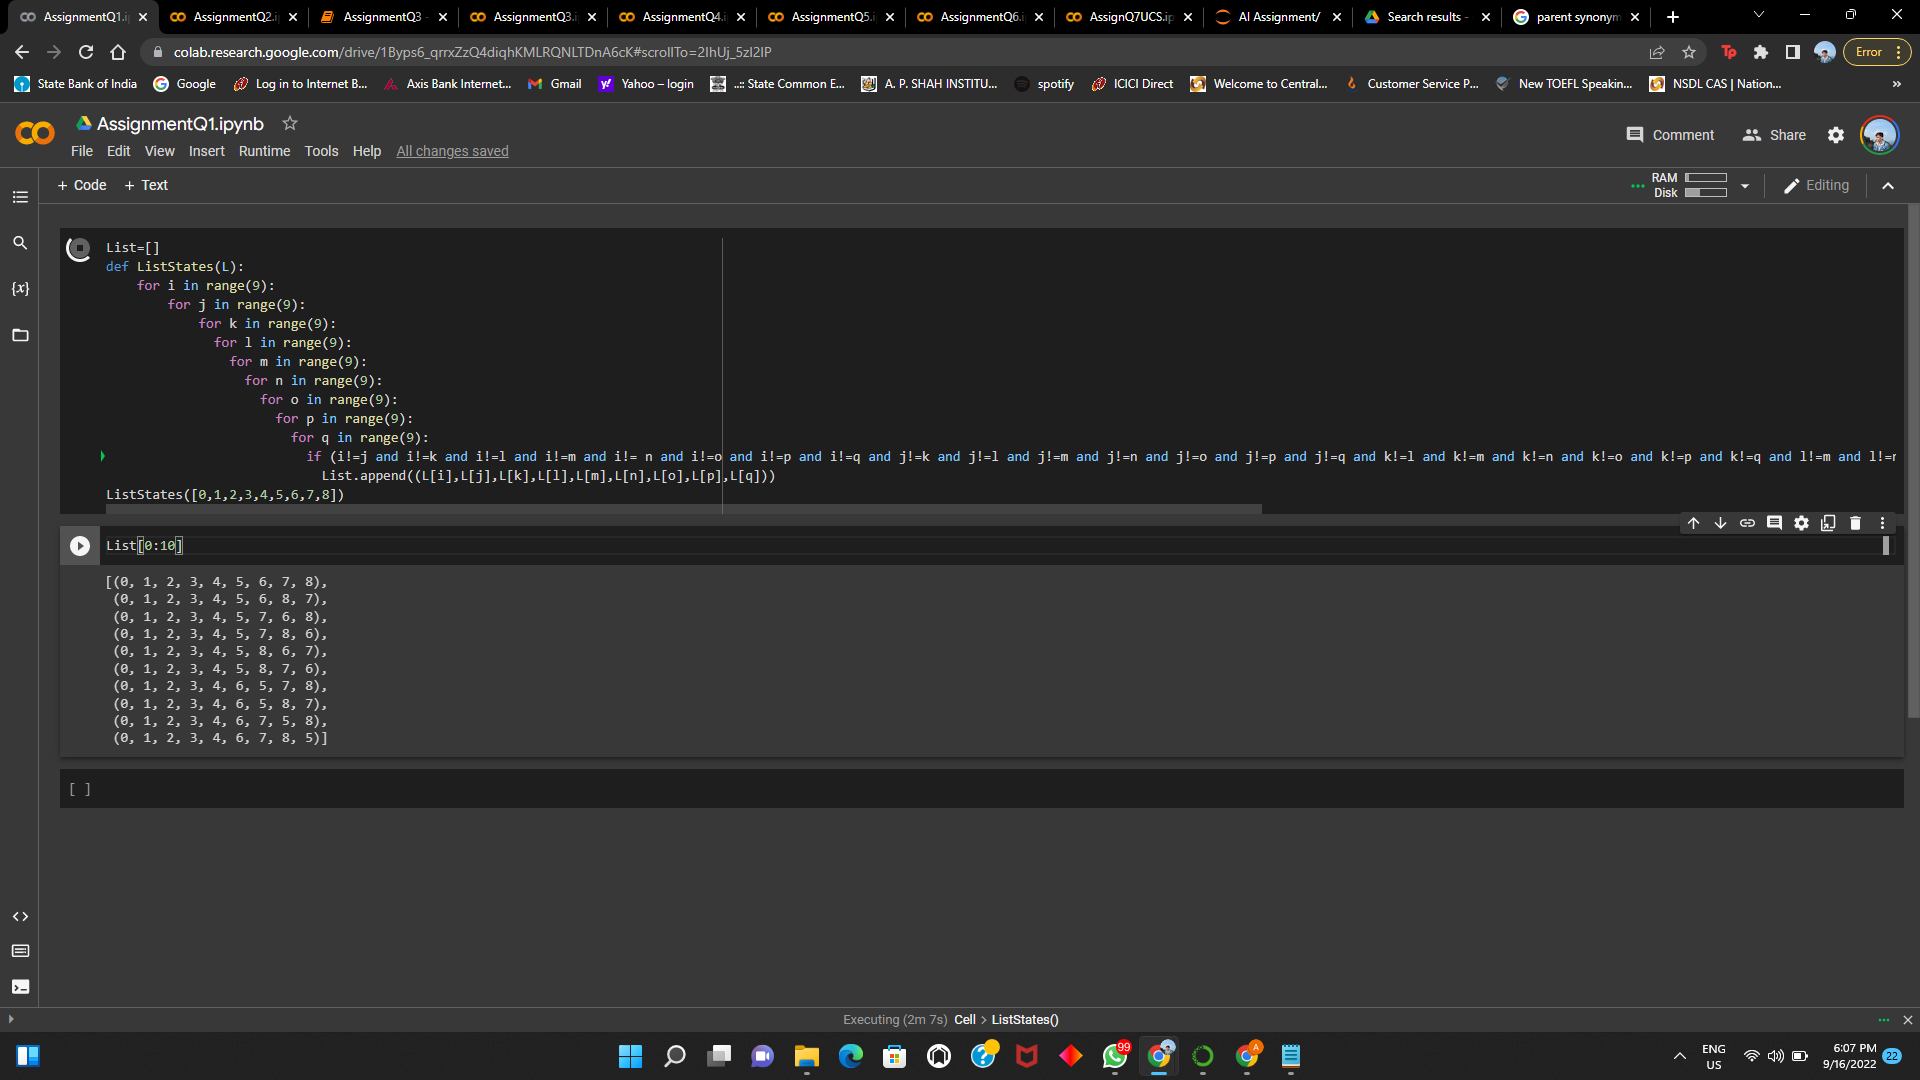 AssignmentQ1.i
AssignmentQ2.i
AssignmentQ3 -
AssignmentQ3.i
AssignmentQ4.i
AssignmentQ5.i
AssignmentQ6.i
AssignQ7UCS.ip
AI Assignment/
Search results -
parent synonym
colab.research.google.com/drive/1Byps6_qrrxZzQ4diqhKMLRQNLTDnA6cK#scrollTo=2IhUj_5zI2IP
Tp
Error
State Bank of India
Google
Log in to Internet B...
Axis Bank Internet...
Gmail
Yahoo – login
..:: State Common E...
A. P. SHAH INSTITU...
spotify
ICICI Direct
Welcome to Central...
Customer Service P...
New TOEFL Speakin...
NSDL CAS | Nation...
»
AssignmentQ1.ipynb
Comment
Share
File Edit View Insert Runtime Tools Help All changes saved
+ Code + Text
RAM
Disk
Editing
List=[]
def ListStates(L):
for i in range(9):
for j in range(9):
for k in range(9):
for l in range(9):
for m in range(9):
for n in range(9):
for o in range(9):
for p in range(9):
for q in range(9):
if (i!=j and i!=k and i!=l and i!=m and i!= n and i!=o and i!=p and i!=q and j!=k and j!=l and j!=m and j!=n and j!=o and j!=p and j!=q and k!=l and k!=m and k!=n and k!=o and k!=p and k!=q and l!=m and l!=n
List.append((L[i],L[j],L[k],L[l],L[m],L[n],L[o],L[p],L[q]))
ListStates([0,1,2,3,4,5,6,7,8])
{x}
List[0:10]
[(0, 1, 2, 3, 4, 5, 6, 7, 8),
(0, 1, 2, 3, 4, 5, 6, 8, 7),
(0, 1, 2, 3, 4, 5, 7, 6, 8),
(0, 1, 2, 3, 4, 5, 7, 8, 6),
(0, 1, 2, 3, 4, 5, 8, 6, 7),
(0, 1, 2, 3, 4, 5, 8, 7, 6),
(0, 1, 2, 3, 4, 6, 5, 7, 8),
(0, 1, 2, 3, 4, 6, 5, 8, 7),
(0, 1, 2, 3, 4, 6, 7, 5, 8),
(0, 1, 2, 3, 4, 6, 7, 8, 5)]
[ ]
Executing (2m 7s) Cell > ListStates()
99
A
ENG
US
6:07 PM
9/16/2022
22